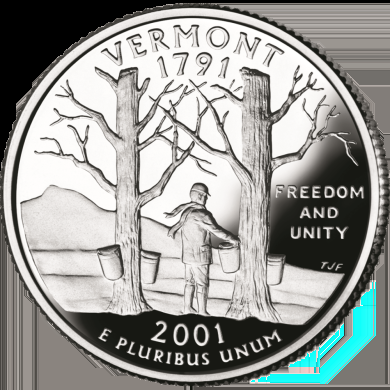 VERMONT
1791
FREEDOM
AND
UNITY
TJF
2001
E PLURIBUS UNUM